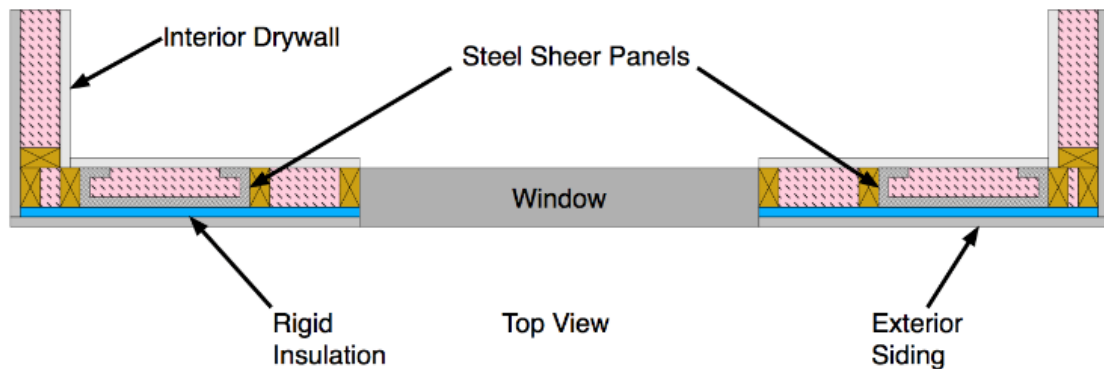 Interior Drywall
Steel Sheer Panels
Window
Rigid
Insulation
Top View
Exterior
Siding